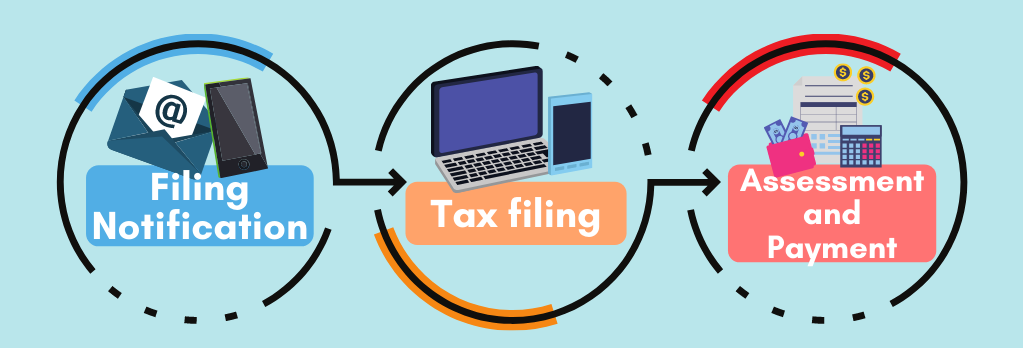 @
Filing
Notification
Tax filing
$
$
$
Assessment
and
Payment